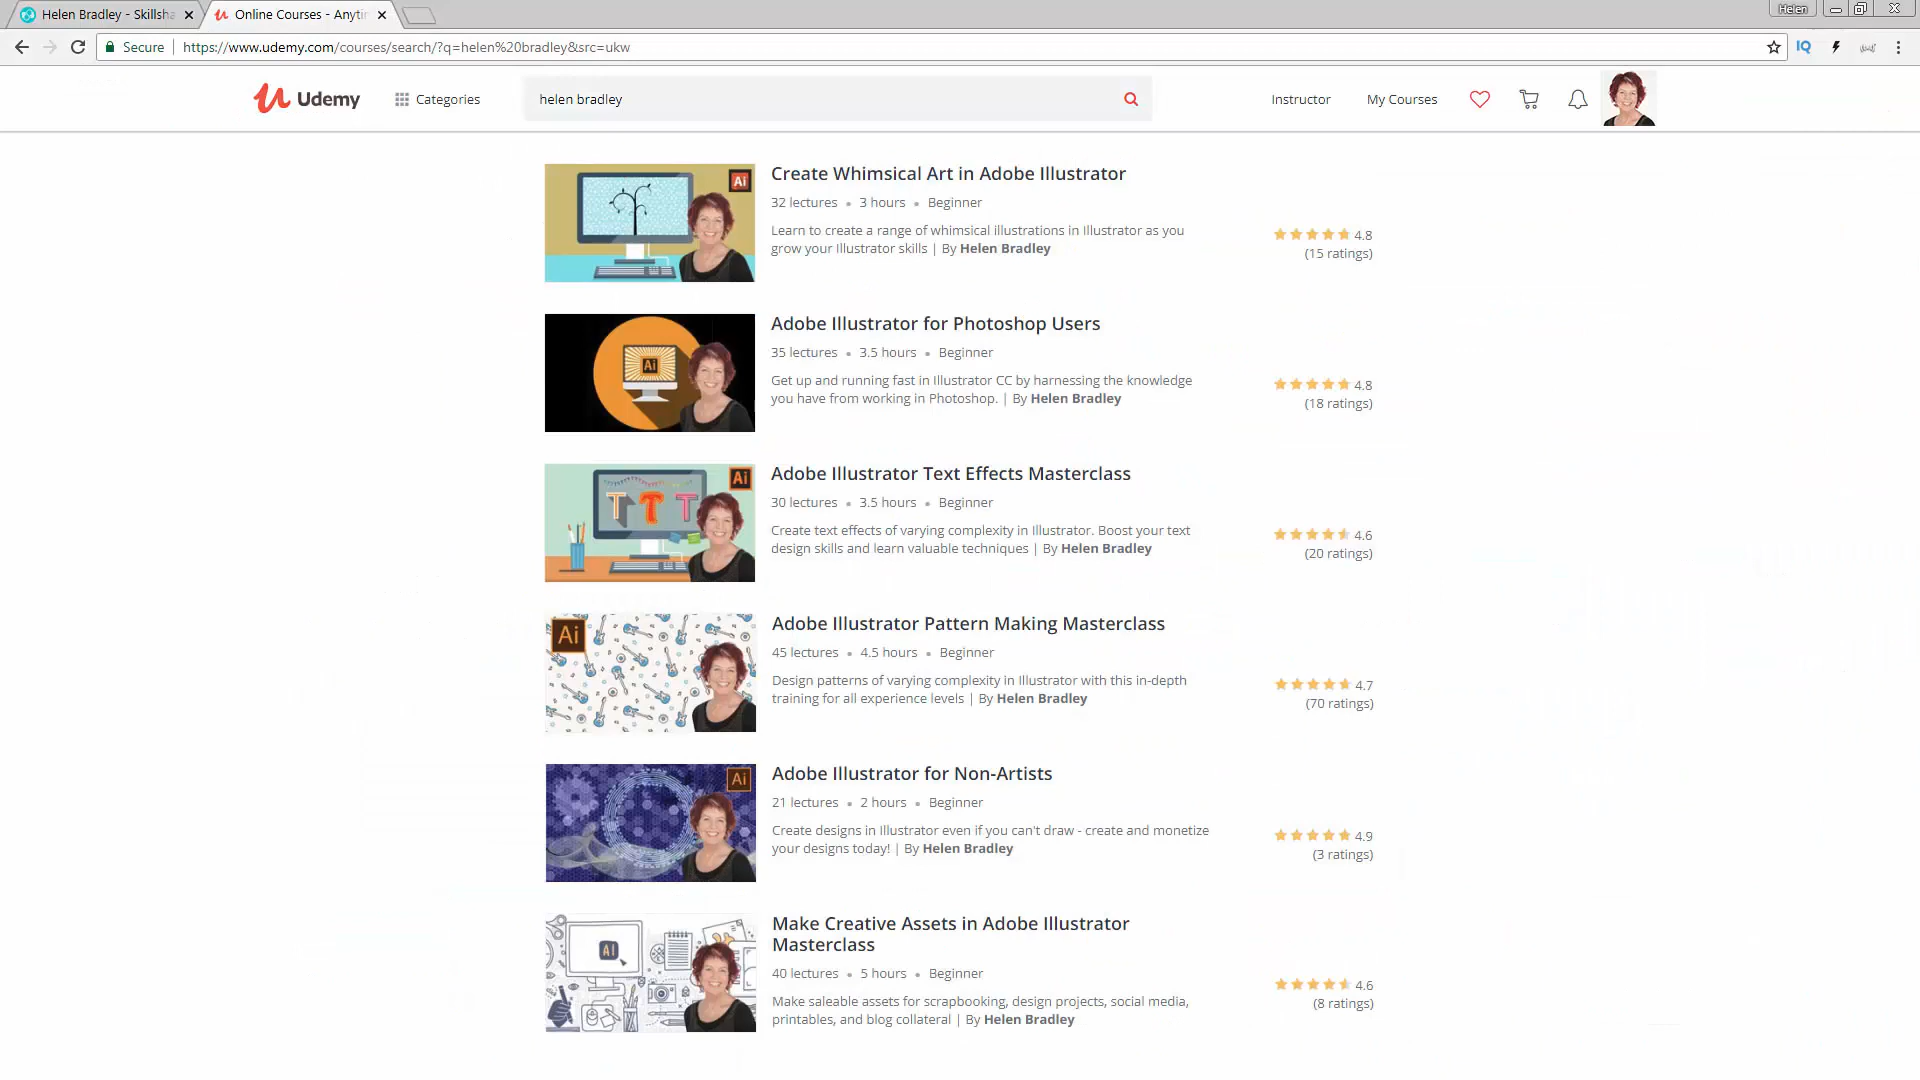 Helen Bradley - Skillsha
Online Courses - Anytin
Helen
Secure
https://www.udemy.com/courses/search/?q=helen%20bradley&src=ukw
IQ
Udemy
Categories
helen bradley
Instructor
My Courses
Ai
Create Whimsical Art in Adobe Illustrator
32 lectures • 3 hours • Beginner
Learn to create a range of whimsical illustrations in Illustrator as you
grow your Illustrator skills | By Helen Bradley
4.8
(15 ratings)
Ai
Adobe Illustrator for Photoshop Users
35 lectures • 3.5 hours • Beginner
Get up and running fast in Illustrator CC by harnessing the knowledge
you have from working in Photoshop. | By Helen Bradley
4.8
(18 ratings)
Ai
T T T
Adobe Illustrator Text Effects Masterclass
30 lectures • 3.5 hours • Beginner
Create text effects of varying complexity in Illustrator. Boost your text
design skills and learn valuable techniques | By Helen Bradley
4.6
(20 ratings)
Ai
Adobe Illustrator Pattern Making Masterclass
45 lectures • 4.5 hours • Beginner
Design patterns of varying complexity in Illustrator with this in-depth
training for all experience levels | By Helen Bradley
4.7
(70 ratings)
Ai
Adobe Illustrator for Non-Artists
21 lectures • 2 hours • Beginner
Create designs in Illustrator even if you can't draw - create and monetize
your designs today! | By Helen Bradley
4.9
(3 ratings)
AI
Make Creative Assets in Adobe Illustrator
Masterclass
40 lectures • 5 hours • Beginner
Make saleable assets for scrapbooking, design projects, social media,
printables, and blog collateral | By Helen Bradley
4.6
(8 ratings)